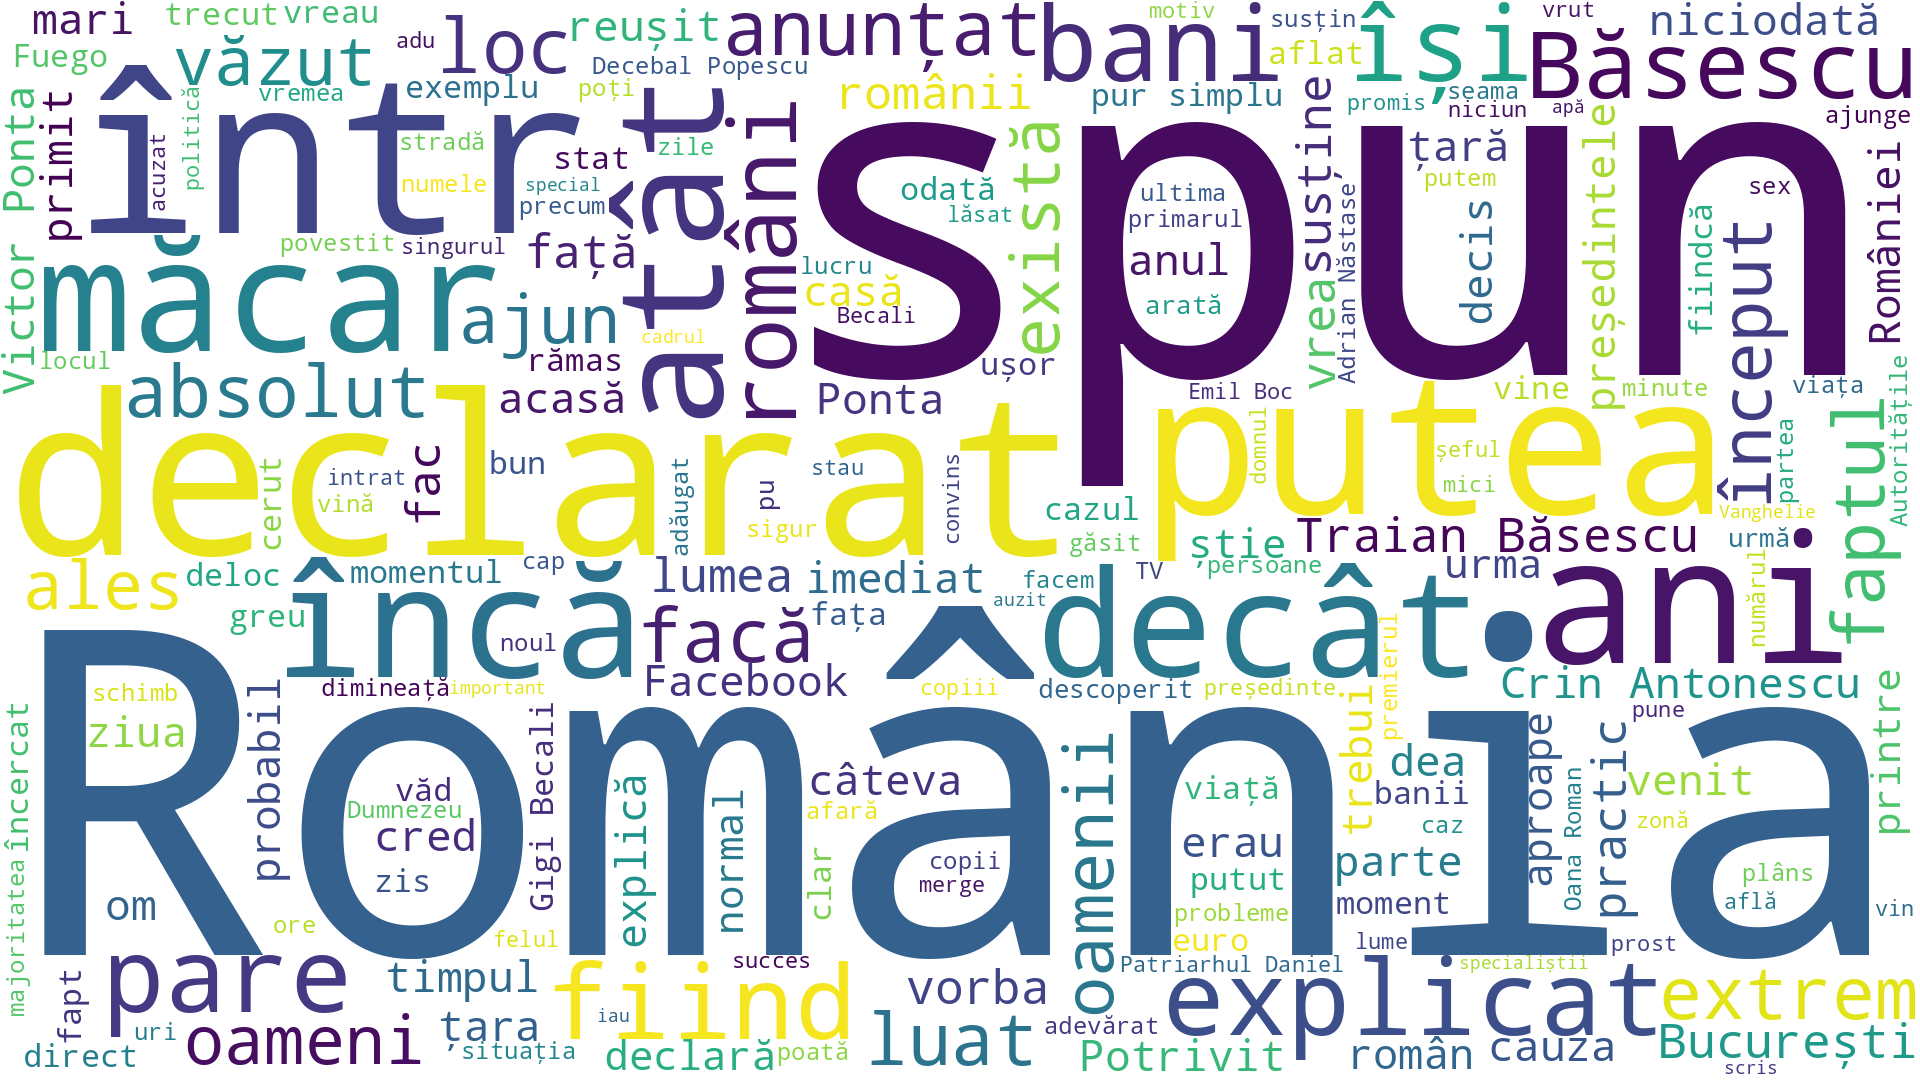 mari
trecut
vreau
adu
loc
reușit
anunțat
bani
motiv
susțin
își
vrut
niciodată
Fuego
văzut
Decebal Popescu
aflat
Băsescu
vremea
exemplu
poți
românii
pur simplu
promis
seama
niciun
apă
ajunge
Victor Ponta
primit
acuzat
politică
într
stradă
stat
zile
atât
români
spun
există
vrea
susține
țară
președintele
României
numele
special
precum
odată
lăsat
ultima
primarul
Adrian Năstase
putem
decis
fiindcă
sex
început
povestit
singurul
față
lucru
casă
Becali
anul
arată
măcar
ajun
cadrul
locul
rămas
ușor
absolut
acasă
Ponta
Emil Boc
vine
minute
viața
declarat
putea
domnul
șeful
mici
faptul
Autoritățile
partea
cerut
intrat
vină
fac
bun
adăugat
pu
stau
sigur
convins
cazul
găsit
știe
Traian Băsescu
Vanghelie
urmă
ales
deloc
momentul
cap
lumea
imediat
facem
TV
persoane
urma
ani
numărul
greu
încă
noul
facă
fața
auzit
decât
premierul
schimb
ziua
dimineață
important
Facebook
copiii
descoperit
președinte
Crin Antonescu
pune
printre
majoritatea
încercat
România
probabil
văd
Dumnezeu
cred
zis
Gigi Becali
explică
normal
câteva
afară
clar
copii
merge
oamenii
viață
erau
putut
probleme
euro
trebui
dea
banii
caz
parte
moment
lume
aproape
Oana Roman
practic
venit
zonă
plâns
află
vin
prost
om
ore
felul
fapt
pare
timpul
fiind
succes
vorba
Patriarhul Daniel
explicat
specialiștii
extrem
uri
oameni
țara
iau
luat
adevărat
direct
situația
declară
poată
Potrivit
român
cauza
București
scris